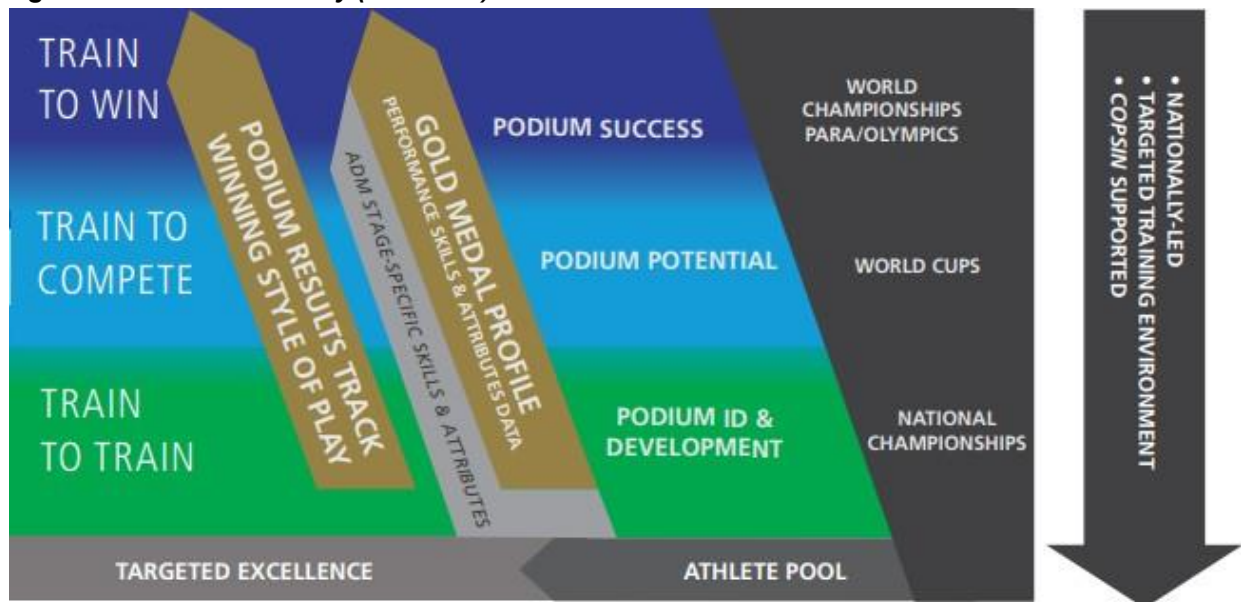 TRAIN
TO WIN
PODIUM RESULTS TRACK
WINNING STYLE OF PLAY
ADM STAGE-SPECIFIC SKILLS & ATTRIBUTES
GOLD MEDAL PROFILE
PERFORMANCE SKILLS & ATTRIBUTES DATA
PODIUM SUCCESS
WORLD
CHAMPIONSHIPS
PARA/OLYMPICS
TRAIN TO
COMPETE
PODIUM POTENTIAL
WORLD CUPS
TRAIN
TO TRAIN
PODIUM ID &
DEVELOPMENT
NATIONAL
CHAMPIONSHIPS
TARGETED EXCELLENCE
ATHLETE POOL
• NATIONALLY-LED
• TARGETED TRAINING ENVIRONMENT
• COPSIN SUPPORTED